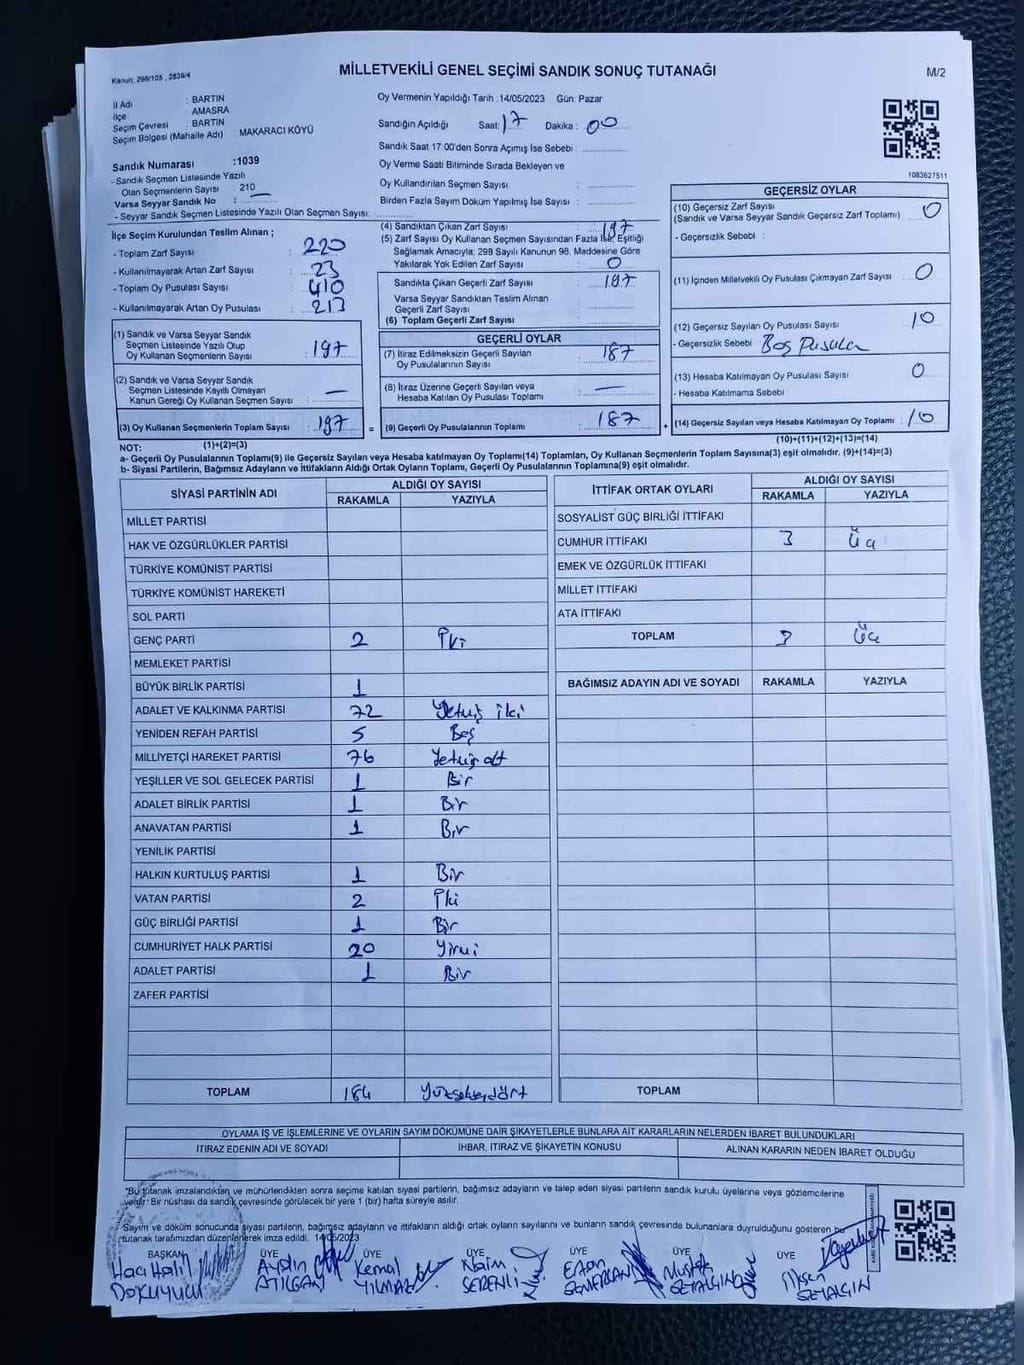 Kanun: 298/105 , 2839/4
MİLLETVEKİLİ GENEL SEÇİMİ SANDIK SONUÇ TUTANAĞI
M/2
İl Adı : BARTIN
İlçe : AMASRA
Seçim Çevresi : BARTIN
Seçim Bölgesi (Mahalle Adı) : MAKARACI KÖYÜ
Sandık Numarası :1039
- Sandık Seçmen Listesinde Yazılı
Olan Seçmenlerin Sayısı : 210
Varsa Seyyar Sandık No :
- Seyyar Sandık Seçmen Listesinde Yazılı Olan Seçmen Sayısı:
Oy Vermenin Yapıldığı Tarih :14/05/2023 Gün: Pazar
Sandığın Açıldığı Saat: 17 Dakika : 00
Sandık Saat 17:00'den Sonra Açımış İse Sebebi :
Oy Verme Saati Bitiminde Sırada Bekleyen ve
Oy Kullandırılan Seçmen Sayısı :
Birden Fazla Sayım Döküm Yapılmış İse Sayısı :
1083627511
İlçe Seçim Kurulundan Teslim Alınan ;
- Toplam Zarf Sayısı : 220
- Kullanılmayarak Artan Zarf Sayısı : 23
- Toplam Oy Pusulası Sayısı : 410
- Kullanılmayarak Artan Oy Pusulası : 213
(1) Sandık ve Varsa Seyyar Sandık
Seçmen Listesinde Yazılı Olup
Oy Kullanan Seçmenlerin Sayısı : 197
(2) Sandık ve Varsa Seyyar Sandık
Seçmen Listesinde Kayıtlı Olmayan
Kanun Gereği Oy Kullanan Seçmen Sayısı : —
(3) Oy Kullanan Seçmenlerin Toplam Sayısı : 197
(1)+(2)=(3)
(4) Sandıktan Çıkan Zarf Sayısı : 197
(5) Zarf Sayısı Oy Kullanan Seçmen Sayısından Fazla İse, Eşitliği
Sağlamak Amacıyla, 298 Sayılı Kanunun 98. Maddesine Göre
Yakılarak Yok Edilen Zarf Sayısı : 0
Sandıkta Çıkan Geçerli Zarf Sayısı : 197
Varsa Seyyar Sandıktan Teslim Alınan
Geçerli Zarf Sayısı :
(6) Toplam Geçerli Zarf Sayısı :
GEÇERLİ OYLAR
(7) İtiraz Edilmeksizin Geçerli Sayılan
Oy Pusulalarının Sayısı : 187
(8) İtiraz Üzerine Geçerli Sayılan veya
Hesaba Katılan Oy Pusulası Toplamı : —
= (9) Geçerli Oy Pusulalarının Toplamı : 187
GEÇERSİZ OYLAR
(10) Geçersiz Zarf Sayısı
(Sandık ve Varsa Seyyar Sandık Geçersiz Zarf Toplamı) : 0
- Geçersizlik Sebebi :
(11) İçinden Milletvekili Oy Pusulası Çıkmayan Zarf Sayısı : 0
(12) Geçersiz Sayılan Oy Pusulası Sayısı : 10
- Geçersizlik Sebebi : Boş Pusula
(13) Hesaba Katılmayan Oy Pusulası Sayısı : 0
- Hesaba Katılmama Sebebi
+ (14) Geçersiz Sayılan veya Hesaba Katılmayan Oy Toplamı : 10
(10)+(11)+(12)+(13)=(14)
NOT:
a- Geçerli Oy Pusulasının Toplamı(9) ile Geçersiz Sayılan veya Hesaba katılmayan Oy Toplamı(14) Toplamları, Oy Kullanan Seçmenlerin Toplam Sayısına(3) eşit olmalıdır. (9)+(14)=(3)
b- Siyasi Partilerin, Bağımsız Adayların ve İttifakların Aldığı Ortak Oyların Toplamı, Geçerli Oy Pusulalarının Toplamına(9) eşit olmalıdır.
SİYASİ PARTİNİN ADI ALDIĞI OY SAYISI
RAKAMLA YAZIYLA
MİLLET PARTİSİ
HAK VE ÖZGÜRLÜKLER PARTİSİ
TÜRKİYE KOMÜNİST PARTİSİ
TÜRKİYE KOMÜNİST HAREKETİ
SOL PARTİ
GENÇ PARTİ 2 İki
MEMLEKET PARTİSİ
BÜYÜK BİRLİK PARTİSİ 1
ADALET VE KALKINMA PARTİSİ 72 Yetmiş iki
YENİDEN REFAH PARTİSİ 5 Beş
MİLLİYETÇİ HAREKET PARTİSİ 76 Yetmiş altı
YEŞİLLER VE SOL GELECEK PARTİSİ 1 Bir
ADALET BİRLİK PARTİSİ 1 Bir
ANAVATAN PARTİSİ 1 Bir
YENİLİK PARTİSİ
HALKIN KURTULUŞ PARTİSİ 1 Bir
VATAN PARTİSİ 2 İki
GÜÇ BİRLİĞİ PARTİSİ 1 Bir
CUMHURİYET HALK PARTİSİ 20 Yirmi
ADALET PARTİSİ 1 Bir
ZAFER PARTİSİ
TOPLAM 184 Yüzseksendört
İTTİFAK ORTAK OYLARI ALDIĞI OY SAYISI
RAKAMLA YAZIYLA
SOSYALİST GÜÇ BİRLİĞİ İTTİFAKI
CUMHUR İTTİFAKI 3 Üç
EMEK VE ÖZGÜRLÜK İTTİFAKI
MİLLET İTTİFAKI
ATA İTTİFAKI
TOPLAM 3 Üç
BAĞIMSIZ ADAYIN ADI VE SOYADI RAKAMLA YAZIYLA
TOPLAM
OYLAMA İŞ VE İŞLEMLERİNE VE OYLARIN SAYIM DÖKÜMÜNE DAİR ŞİKAYETLERLE BUNLARA AİT KARARLARIN NELERDEN İBARET BULUNDUKLARI
İTİRAZ EDENİN ADI VE SOYADI
İHBAR, İTİRAZ VE ŞİKAYETİN KONUSU
ALINAN KARARIN NEDEN İBARET OLDUĞU
"Bu tutanak imzalandıktan ve mühürlendikten sonra seçime katılan siyasi partilerin, bağımsız adayların ve talep eden siyasi partilerin sandık kurulu üyelerine veya gözlemcilerine
verilir. Bir nüshası da sandık çevresinde görülecek bir yere 1 (bir) hafta süreyle asılır.
Sayım ve döküm sonucunda siyasi partilerin, bağımsız adayların ve ittifakların aldığı ortak oyların sayılarını ve bunların sandık çevresinde bulunanlara duyrulduğunu gösteren bu
tutanak tarafımızdan düzenlenerek imza edildi. 14/05/2023
BAŞKAN ÜYE ÜYE ÜYE ÜYE ÜYE ÜYE
Hacı Halil Aydın Kemal Naim Ertan Mustafa İlksen
DOKUYUCU ATILGAN YILMAZ SERENLİ SETALGIN